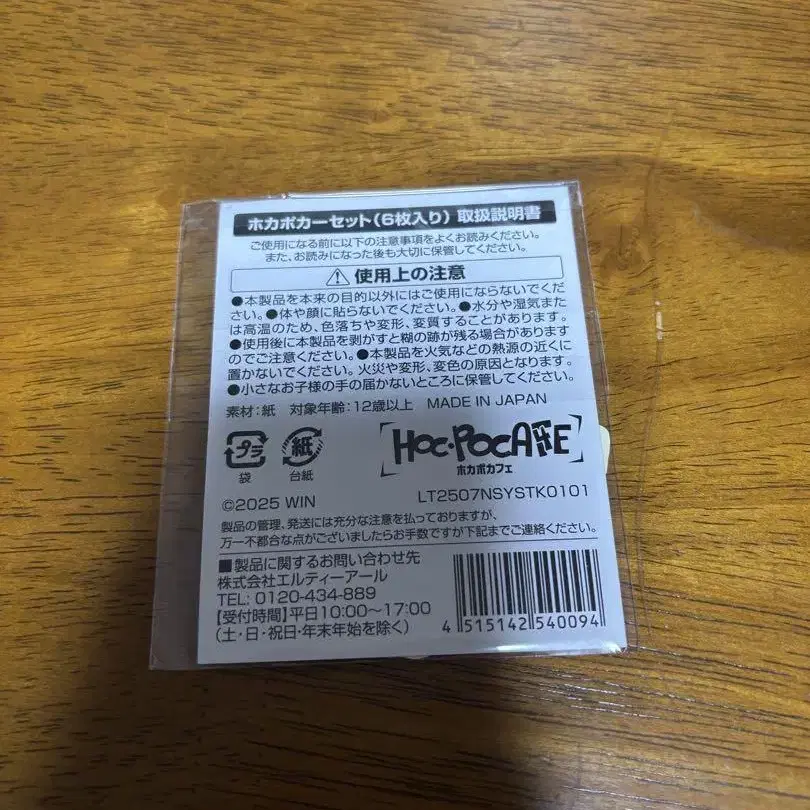 ホカポカーセット(6枚入り) 取扱説明書
ご使用になる前に以下の注意事項をよくお読みください。
また、お読みになった後も大切に保管してください。
使用上の注意
●本製品を本来の目的以外にはご使用にならないでくだ
さい。●体や顔に貼らないでください。●水分や湿気また
は高温のため、色落ちや変形、変質することがあります。
●使用後に本製品を剥がすと糊の跡が残る場合があります
のでご注意ください。●本製品を火気などの熱源の近くに
置かないでください。火災や変形、変色の原因となります。
●小さなお子様の手の届かないところに保管してください。
素材:紙 対象年齢:12歳以上 MADE IN JAPAN
プラ
袋
紙
台紙
HOC-POCAFE
ホカポカフェ
©2025 WIN
LT2507NSYSTK0101
製品の管理、発送には充分な注意を払っておりますが、
万一不都合な点がございましたらお手数ですが下記までご連絡ください。
■製品に関するお問い合わせ先
株式会社エルティーアール
TEL: 0120-434-889
【受付時間】平日10:00〜17:00
(土・日・祝日・年末年始を除く)
4 515142 540094